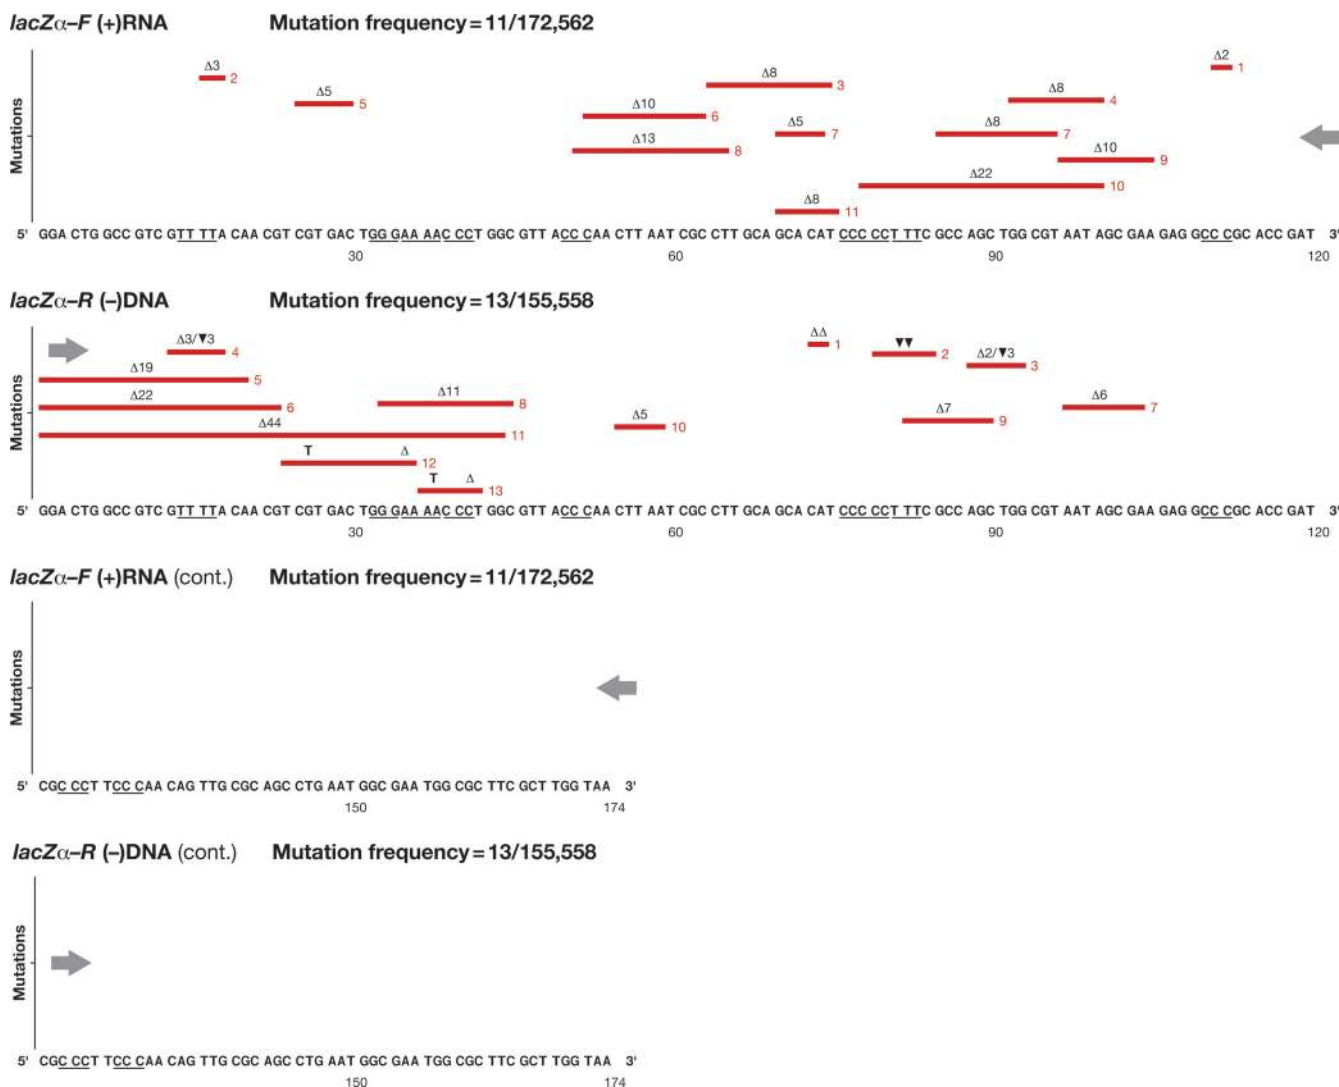 lacZα–F (+)RNA Mutation frequency = 11/172,562
Δ2
1
Δ3
2
Δ8
3
Δ5
5
Δ8
4
Δ10
6
Δ5
7
Δ8
7
Δ13
8
Δ10
9
Δ22
10
Δ8
11
Mutations
5' GGA CTG GCC GTC GTT TTA CAA CGT CGT GAC TGG GAA AAC CCT GGC GTT ACC CAA CTT AAT CGC CTT GCA GCA CAT CCC CCT TTC GCC AGC TGG CGT AAT AGC GAA GAG GCC CGC ACC GAT 3'
30 60 90 120
lacZα–R (–)DNA Mutation frequency = 13/155,558
Δ3/▼3
4
ΔΔ
1
▼▼
2
Δ2/▼3
3
Δ19
5
Δ22
6
Δ11
8
Δ6
7
Δ7
9
Δ5
10
Δ44
11
T Δ
12
T Δ
13
Mutations
5' GGA CTG GCC GTC GTT TTA CAA CGT CGT GAC TGG GAA AAC CCT GGC GTT ACC CAA CTT AAT CGC CTT GCA GCA CAT CCC CCT TTC GCC AGC TGG CGT AAT AGC GAA GAG GCC CGC ACC GAT 3'
30 60 90 120
lacZα–F (+)RNA (cont.) Mutation frequency = 11/172,562
Mutations
5' CGC CCT TCC CAA CAG TTG CGC AGC CTG AAT GGC GAA TGG CGC TTC GCT TGG TAA 3'
150 174
lacZα–R (–)DNA (cont.) Mutation frequency = 13/155,558
Mutations
5' CGC CCT TCC CAA CAG TTG CGC AGC CTG AAT GGC GAA TGG CGC TTC GCT TGG TAA 3'
150 174